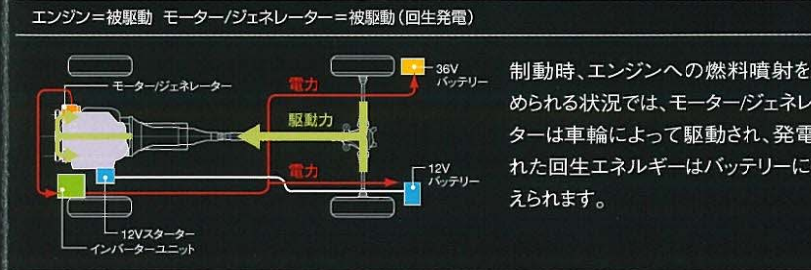 エンジン=被駆動 モーター/ジェネレーター=被駆動(回生発電)
モーター/ジェネレーター
電力
36V
バッテリー
駆動力
電力
12V
バッテリー
12Vスターター
インバーターユニット
制動時、エンジンへの燃料噴射を
められる状況では、モーター/ジェネレ
ターは車輪によって駆動され、発電
れた回生エネルギーはバッテリーに
えられます。